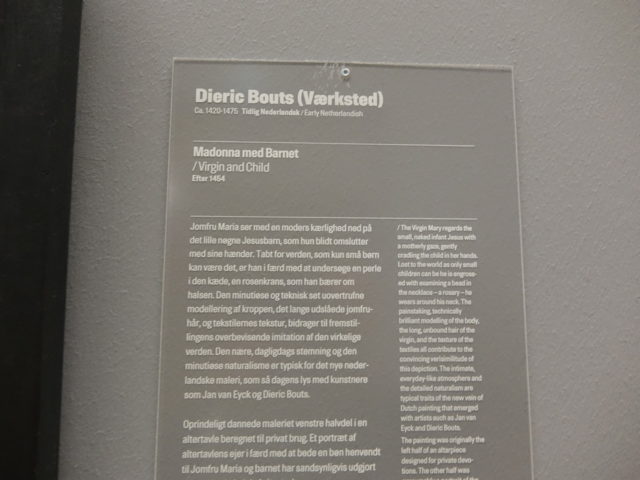 Dieric Bouts (Værksted)
Ca. 1420-1475 Tidlig Nederlandsk / Early Netherlandish
Madonna med Barnet
/ Virgin and Child
Efter 1454
Jomfru Maria ser med en moders kærlighed ned på
det lille nøgne Jesusbarn, som hun blidt omslutter
med sine hænder. Tabt for verden, som kun små børn
kan være det, er han i færd med at undersøge en perle
i den kæde, en rosenkrans, som han bærer om
halsen. Den minutiøse og teknisk set uovertrufne
modellering af kroppen, det lange udslåede jomfru-
hår, og tekstilernes tekstur, bidrager til fremstil-
lingens overbevisende imitation af den virkelige
verden. Den nære, dagligdags stemning og den
minutiøse naturalisme er typisk for det nye neder-
landske maleri, som så dagens lys med kunstnere
som Jan van Eyck og Dieric Bouts.
Oprindeligt dannede maleriet venstre halvdel i en
altertavle beregnet til privat brug. Et portræt af
altertavlens ejer i færd med at bede en bøn henvendt
til Jomfru Maria og barnet har sandsynligvis udgjort
/ The Virgin Mary regards the
small, naked infant Jesus with
a motherly gaze, gently
cradling the child in her hands.
Lost to the world as only small
children can be he is engross-
ed with examining a bead in
the necklace – a rosary – he
wears around his neck. The
painstaking, technically
brilliant modelling of the body,
the long, unbound hair of the
virgin, and the texture of the
textiles all contribute to the
convincing verisimilitude of
this depiction. The intimate,
everyday-like atmosphere and
the detailed naturalism are
typical traits of the new vein of
Dutch painting that emerged
with artists such as Jan van
Eyck and Dieric Bouts.
The painting was originally the
left half of an altarpiece
designed for private devo-
tions. The other half was